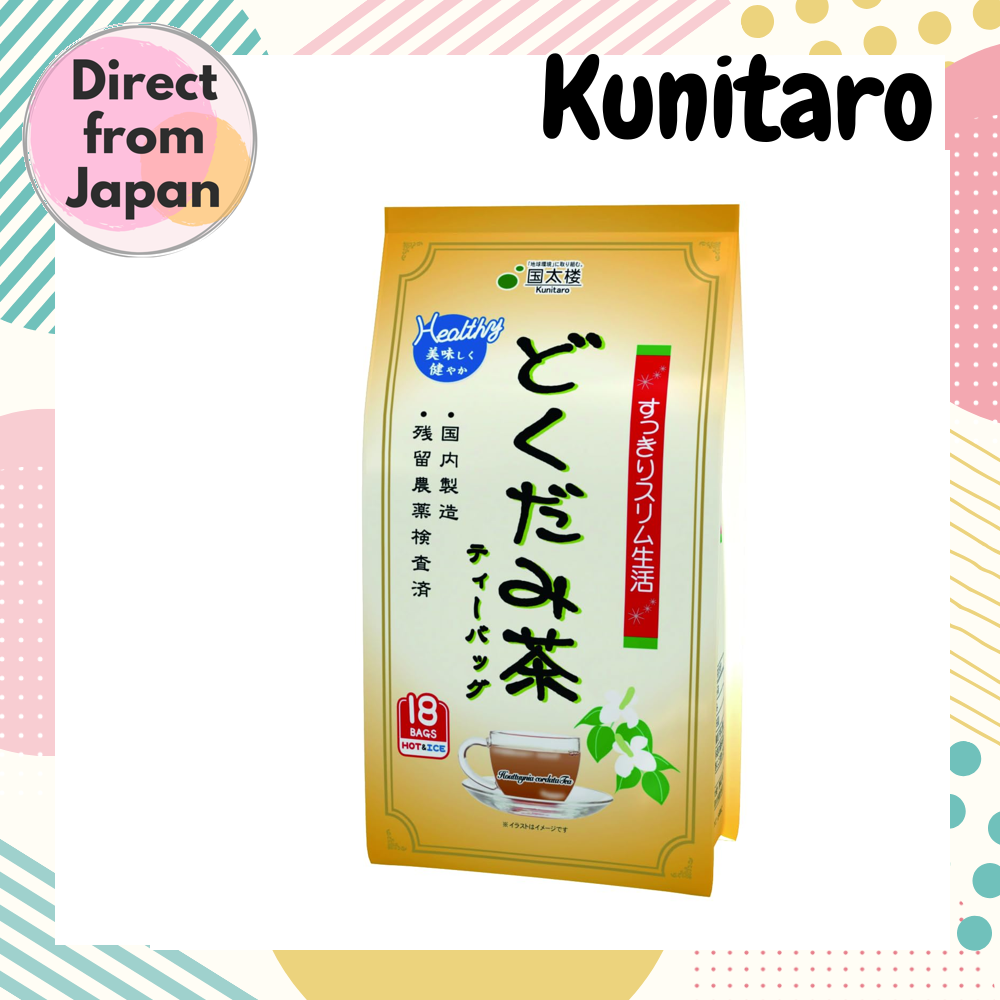 Direct
from
Japan
Kunitaro
「地球環境」に取り組む。
国太楼
Kunitaro
Healthy
美味しく
健やか
どくだみ茶
ティーバッグ
すっきりスリム生活
・国内製造
・残留農薬検査済
18
BAGS
HOT&ICE
Houttuynia cordata Tea
※イラストはイメージです